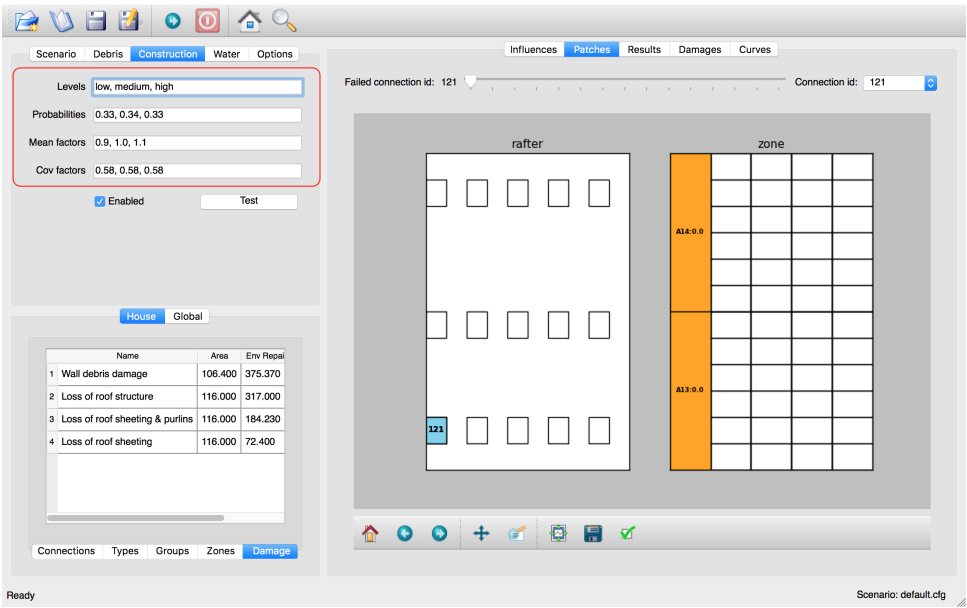 Scenario Debris Construction Water Options
Levels low, medium, high
Probabilities 0.33, 0.34, 0.33
Mean factors 0.9, 1.0, 1.1
Cov factors 0.58, 0.58, 0.58
Enabled Test
House Global
Name Area Env Repai
1 Wall debris damage 106.400 375.370
2 Loss of roof structure 116.000 317.000
3 Loss of roof sheeting & purlins 116.000 184.230
4 Loss of roof sheeting 116.000 72.400
Connections Types Groups Zones Damage
Influences Patches Results Damages Curves
Failed connection id: 121 Connection id: 121
rafter zone
A14:0.0
A13:0.0
121
Ready Scenario: default.cfg